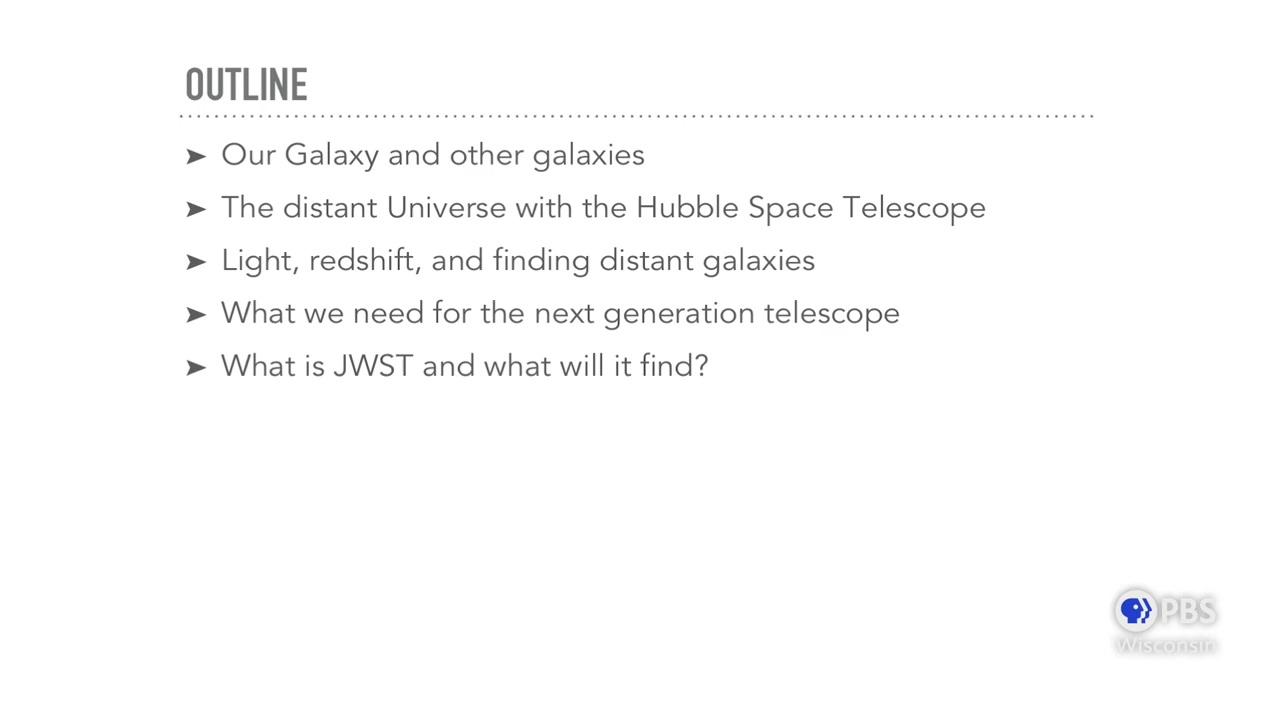 OUTLINE
➤ Our Galaxy and other galaxies
➤ The distant Universe with the Hubble Space Telescope
➤ Light, redshift, and finding distant galaxies
➤ What we need for the next generation telescope
➤ What is JWST and what will it find?
PBS
Wisconsin